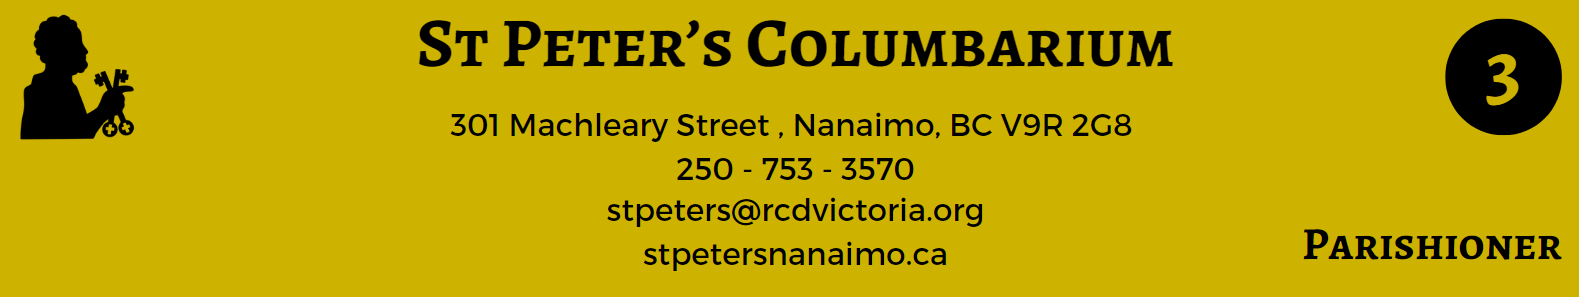 St Peter’s Columbarium
3
301 Machleary Street , Nanaimo, BC V9R 2G8
250 - 753 - 3570
stpeters@rcdvictoria.org
stpetersnanaimo.ca
Parishioner